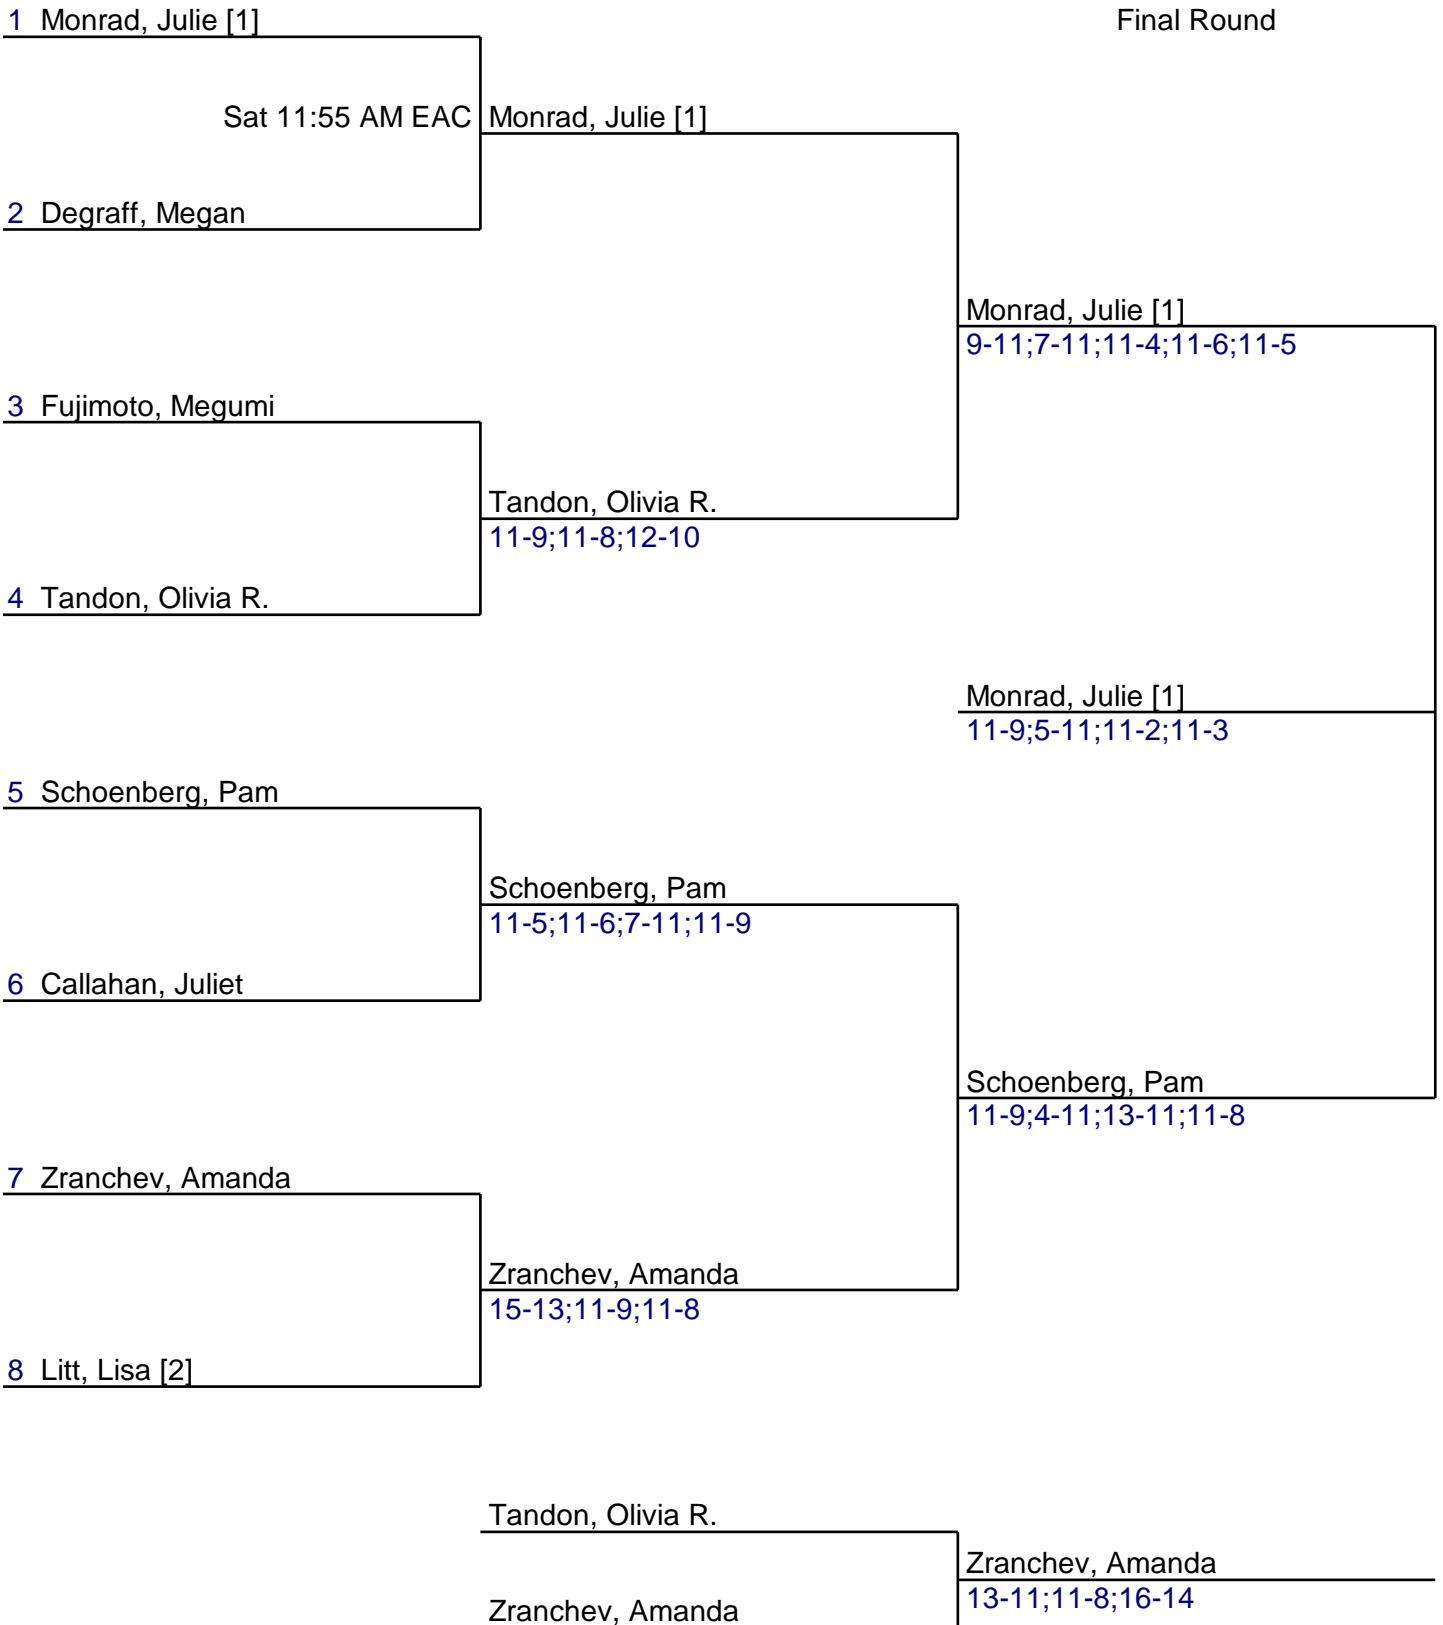 1 Monrad, Julie [1]
Final Round
Sat 11:55 AM EAC
Monrad, Julie [1]
2 Degraff, Megan
Monrad, Julie [1]
9-11;7-11;11-4;11-6;11-5
3 Fujimoto, Megumi
Tandon, Olivia R.
11-9;11-8;12-10
4 Tandon, Olivia R.
Monrad, Julie [1]
11-9;5-11;11-2;11-3
5 Schoenberg, Pam
Schoenberg, Pam
11-5;11-6;7-11;11-9
6 Callahan, Juliet
Schoenberg, Pam
11-9;4-11;13-11;11-8
7 Zranchev, Amanda
Zranchev, Amanda
15-13;11-9;11-8
8 Litt, Lisa [2]
Tandon, Olivia R.
Zranchev, Amanda
13-11;11-8;16-14
Zranchev, Amanda